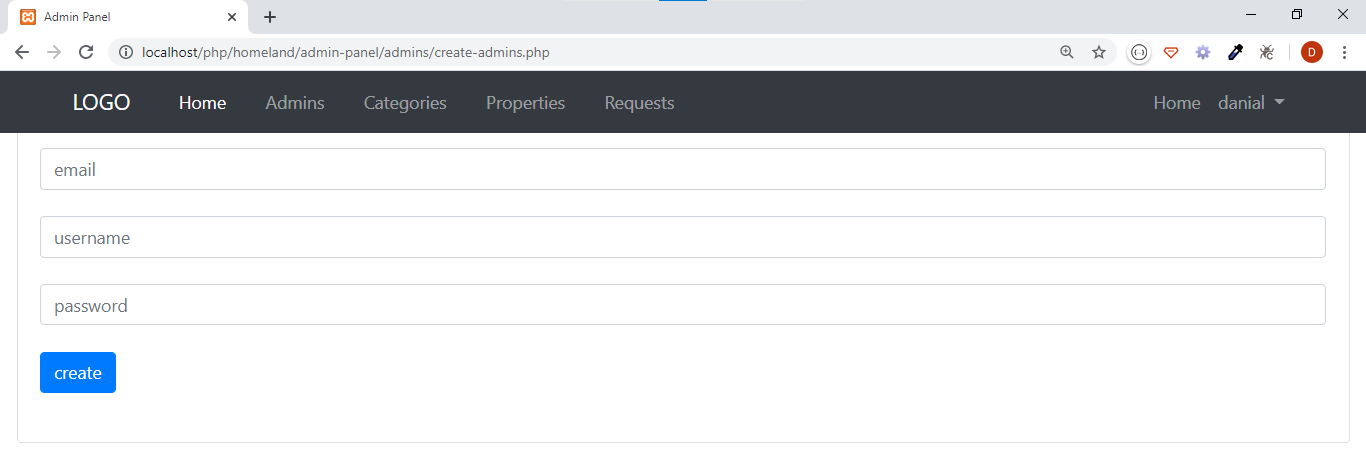 Admin Panel
localhost/php/homeland/admin-panel/admins/create-admins.php
D
LOGO Home Admins Categories Properties Requests Home danial
email
username
password
create